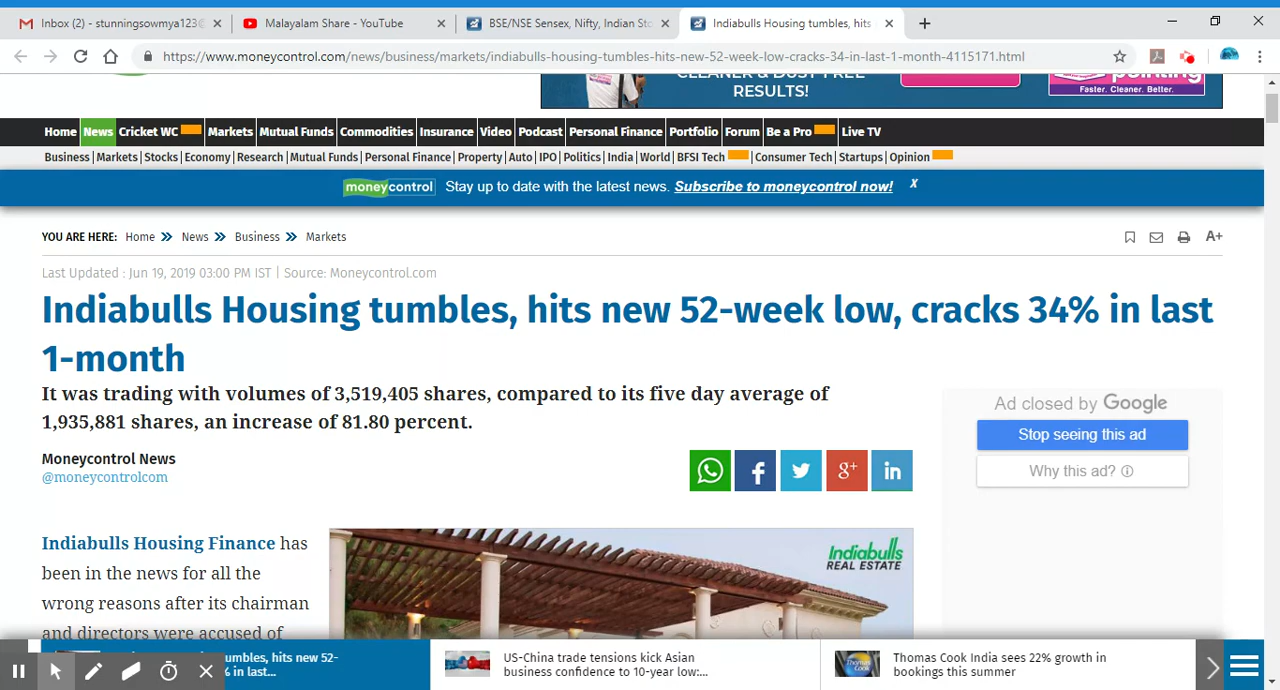 Inbox (2) - stunningsowmya123@
Malayalam Share - YouTube
BSE/NSE Sensex, Nifty, Indian Sto
Indiabulls Housing tumbles, hits
https://www.moneycontrol.com/news/business/markets/indiabulls-housing-tumbles-hits-new-52-week-low-cracks-34-in-last-1-month-4115171.html
CLEANER & DUST FREE
RESULTS!
painting
Faster. Cleaner. Better.
Home News Cricket WC Markets Mutual Funds Commodities Insurance Video Podcast Personal Finance Portfolio Forum Be a Pro Live TV
Business | Markets | Stocks | Economy | Research | Mutual Funds | Personal Finance | Property | Auto | IPO | Politics | India | World | BFSI Tech | Consumer Tech | Startups | Opinion
moneycontrol Stay up to date with the latest news. Subscribe to moneycontrol now! X
YOU ARE HERE: Home News Business Markets
A+
Last Updated : Jun 19, 2019 03:00 PM IST | Source: Moneycontrol.com
Indiabulls Housing tumbles, hits new 52-week low, cracks 34% in last
1-month
It was trading with volumes of 3,519,405 shares, compared to its five day average of
1,935,881 shares, an increase of 81.80 percent.
Ad closed by Google
Stop seeing this ad
Why this ad?
Moneycontrol News
@moneycontrolcom
f g+ in
Indiabulls Housing Finance has
been in the news for all the
wrong reasons after its chairman
and directors were accused of
Indiabulls
REAL ESTATE
umbles, hits new 52-
% in last...
US-China trade tensions kick Asian
business confidence to 10-year low:...
Thomas Cook
Thomas Cook India sees 22% growth in
bookings this summer